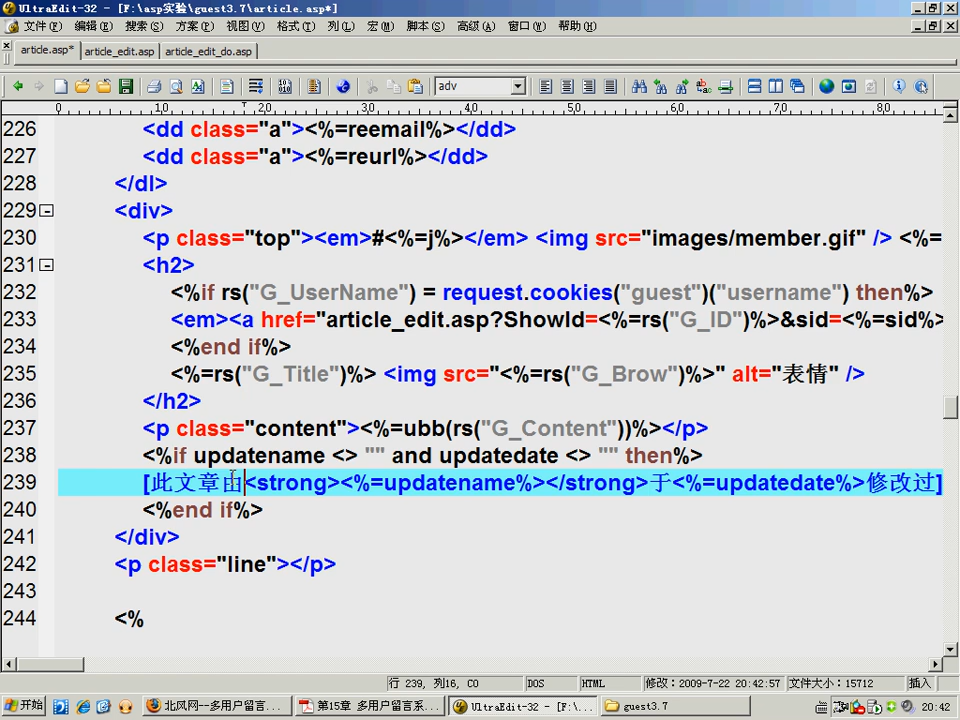 UltraEdit-32 - [F:\asp实验\guest3.7\article.asp*]
文件(F) 编辑(E) 搜索(S) 方案(P) 视图(V) 格式(T) 列(L) 宏(M) 脚本(S) 高级(A) 窗口(W) 帮助(H)
article.asp* article_edit.asp article_edit_do.asp
adv
0 10 20 30 40 50 60 70 80
226 <dd class="a"><%=reemail%></dd>
227 <dd class="a"><%=reurl%></dd>
228 </dl>
229 <div>
230 <p class="top"><em>#<%=j%></em> <img src="images/member.gif" /> <%=
231 <h2>
232 <%if rs("G_UserName") = request.cookies("guest")("username") then%>
233 <em><a href="article_edit.asp?ShowId=<%=rs("G_ID")%>&sid=<%=sid%>
234 <%end if%>
235 <%=rs("G_Title")%> <img src="<%=rs("G_Brow")%>" alt="表情" />
236 </h2>
237 <p class="content"><%=ubb(rs("G_Content"))%></p>
238 <%if updatename <> "" and updatedate <> "" then%>
239 [此文章由<strong><%=updatename%></strong>于<%=updatedate%>修改过]
240 <%end if%>
241 </div>
242 <p class="line"></p>
243
244 <%
行 239, 列16, C0 DOS HTML 修改：2009-7-22 20:42:57 文件大小：15712 插入
开始 北风网--多用户留言... 第15章 多用户留言系... UltraEdit-32 - [F:\... guest3.7 20:42